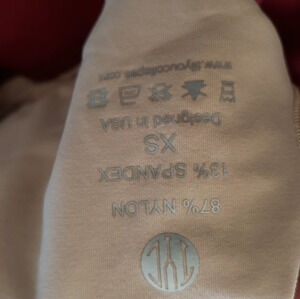 87% NYLON
13% SPANDEX
XS
Designed in USA